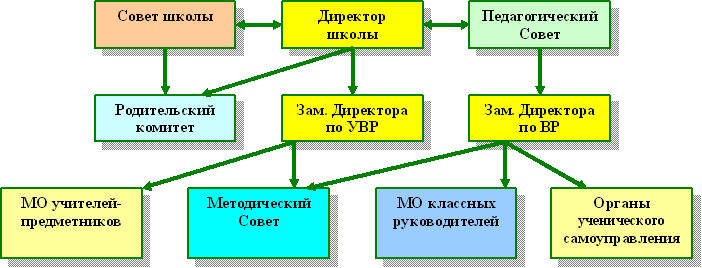 Совет школы
Директор
школы
Педагогический
Совет
Родительский
комитет
Зам. Директора
по УВР
Зам. Директора
по ВР
МО учителей-
предметников
Методический
Совет
МО классных
руководителей
Органы
ученического
самоуправления